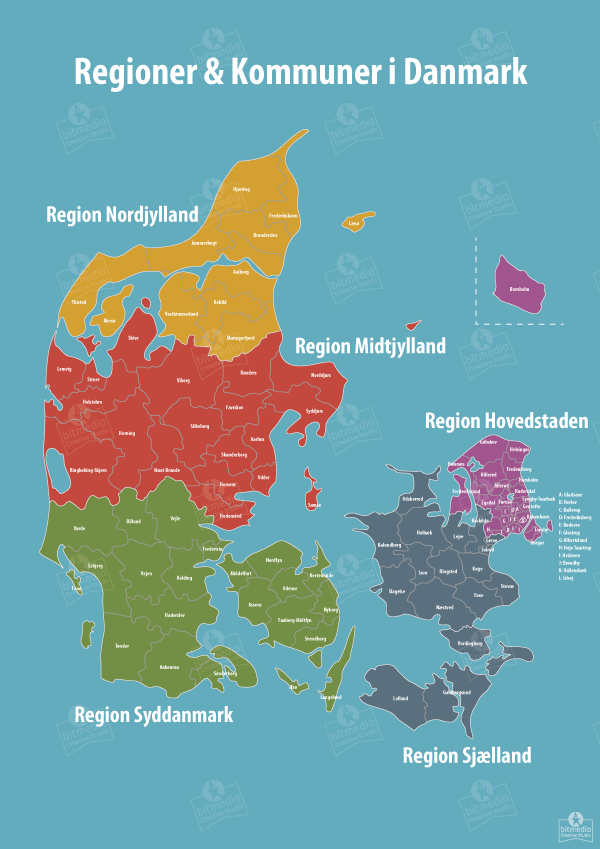 Regioner & Kommuner i Danmark
Region Nordjylland
Hjørring
Frederikshavn
Læsø
Brønderslev
Jammerbugt
Aalborg
Thisted
Morsø
Vesthimmerland
Rebild
Mariagerfjord
Bornholm
Region Midtjylland
Skive
Lemvig
Struer
Viborg
Randers
Norddjurs
Holstebro
Favrskov
Syddjurs
Herning
Silkeborg
Aarhus
Skanderborg
Ringkøbing-Skjern
Ikast-Brande
Odder
Horsens
Samsø
Hedensted
Region Hovedstaden
Gribskov
Helsingør
Halsnæs
Fredensborg
Hillerød
Hørsholm
Frederikssund
Allerød
Rudersdal
Egedal
Furesø
Lyngby-Taarbæk
Gentofte
København
Tårnby
Dragør
A: Gladsaxe
B: Herlev
C: Ballerup
D: Frederiksberg
E: Rødovre
F: Glostrup
G: Albertslund
H: Høje Taastrup
I: Hvidovre
J: Brøndby
K: Vallensbæk
L: Ishøj
Odsherred
Roskilde
Holbæk
Lejre
Greve
Solrød
Kalundborg
Sorø
Ringsted
Køge
Stevns
Slagelse
Faxe
Næstved
Vordingborg
Lolland
Guldborgsund
Region Sjælland
Varde
Billund
Vejle
Fredericia
Esbjerg
Vejen
Kolding
Fanø
Haderslev
Tønder
Aabenraa
Sønderborg
Middelfart
Nordfyn
Kerteminde
Odense
Assens
Nyborg
Faaborg-Midtfyn
Svendborg
Ærø
Langeland
Region Syddanmark
bitmedia
Creative Studio